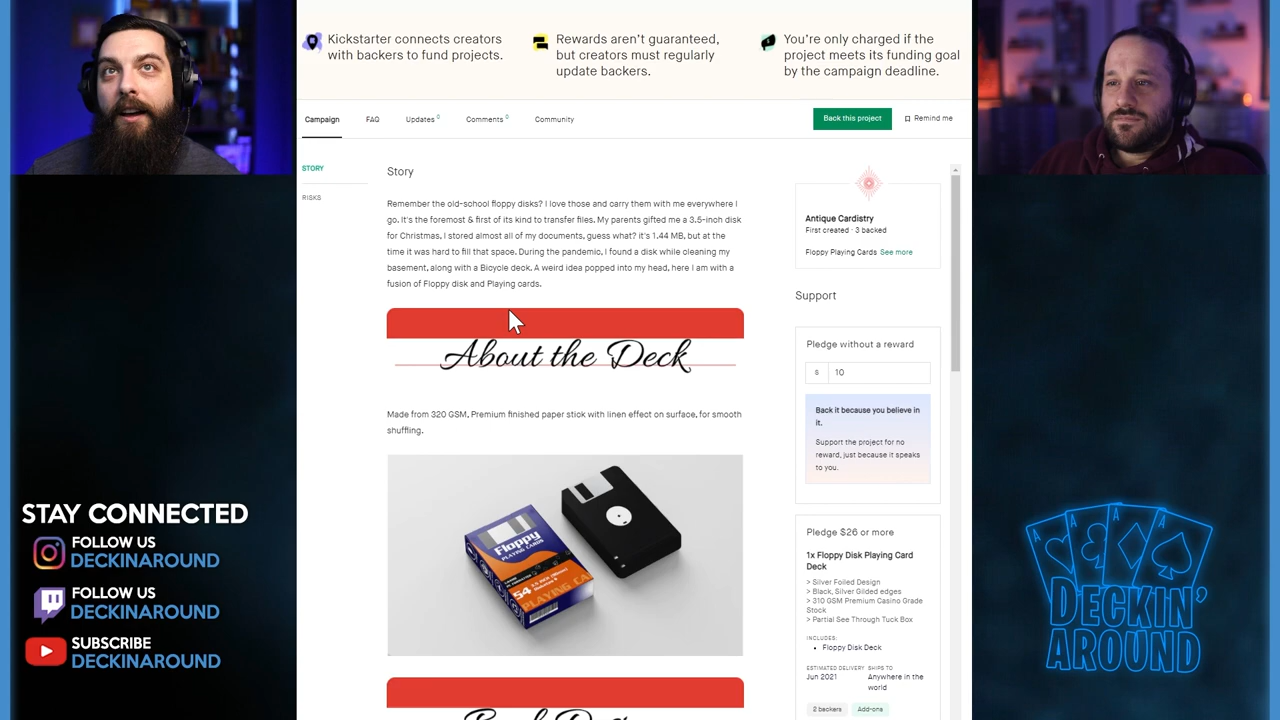 Kickstarter connects creators
with backers to fund projects.
Rewards aren't guaranteed,
but creators must regularly
update backers.
You're only charged if the
project meets its funding goal
by the campaign deadline.
Campaign
FAQ
Updates 0
Comments 0
Community
Back this project
Remind me
STORY
RISKS
Story
Remember the old-school floppy disks? I love those and carry them with me everywhere I
go. It's the foremost & first of its kind to transfer files. My parents gifted me a 3.5-inch disk
for Christmas, I stored almost all of my documents, guess what? it's 1.44 MB, but at the
time it was hard to fill that space. During the pandemic, I found a disk while cleaning my
basement, along with a Bicycle deck. A weird idea popped into my head, here I am with a
fusion of Floppy disk and Playing cards.
About the Deck
Made from 320 GSM, Premium finished paper stick with linen effect on surface, for smooth
shuffling.
Floppy
PLAYING CARDS
54
PLAYING CA
Antique Cardistry
First created · 3 backed
Floppy Playing Cards See more
Support
Pledge without a reward
$ 10
Back it because you believe in
it.
Support the project for no
reward, just because it speaks
to you.
Pledge $26 or more
1x Floppy Disk Playing Card
Deck
> Silver Foiled Design
> Black, Silver Gilded edges
> 310 GSM Premium Casino Grade
Stock
> Partial See Through Tuck Box
INCLUDES:
• Floppy Disk Deck
ESTIMATED DELIVERY
Jun 2021
SHIPS TO
Anywhere in the
world
2 backers
Add-ons
STAY CONNECTED
FOLLOW US
DECKINAROUND
FOLLOW US
DECKINAROUND
SUBSCRIBE
DECKINAROUND
A A A A
DECKIN'
AROUND